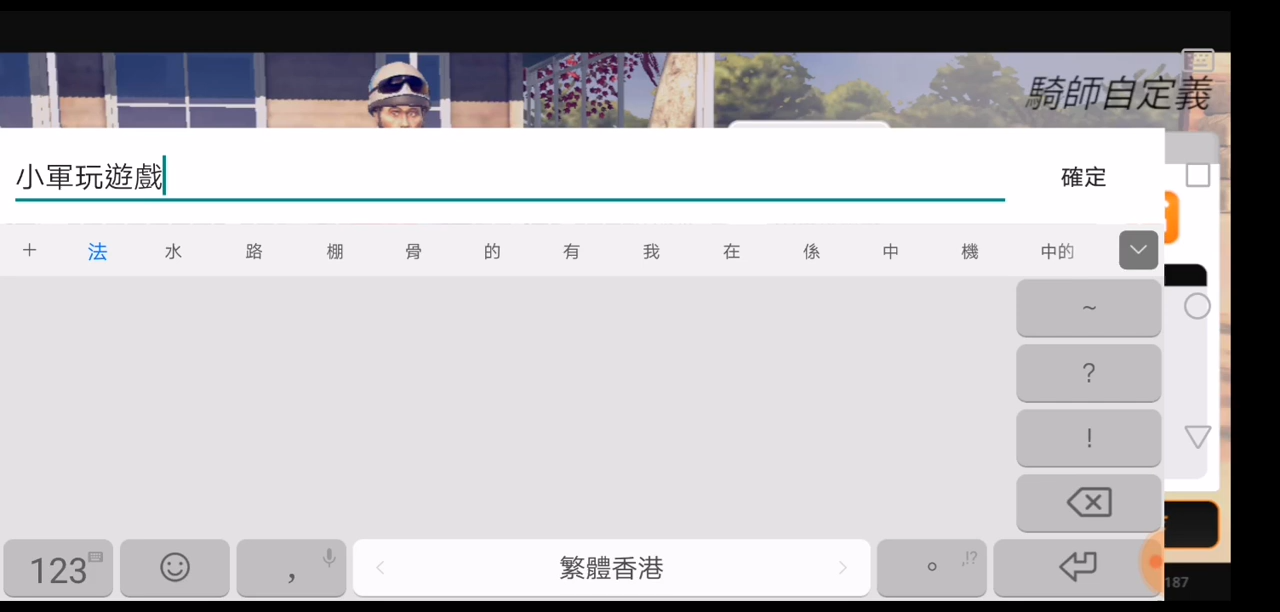 騎師自定義
小軍玩遊戲
確定
法 水 路 棚 骨 的 有 我 在 係 中 機 中的
~
?
!
123 , 繁體香港 。 ,!?
187